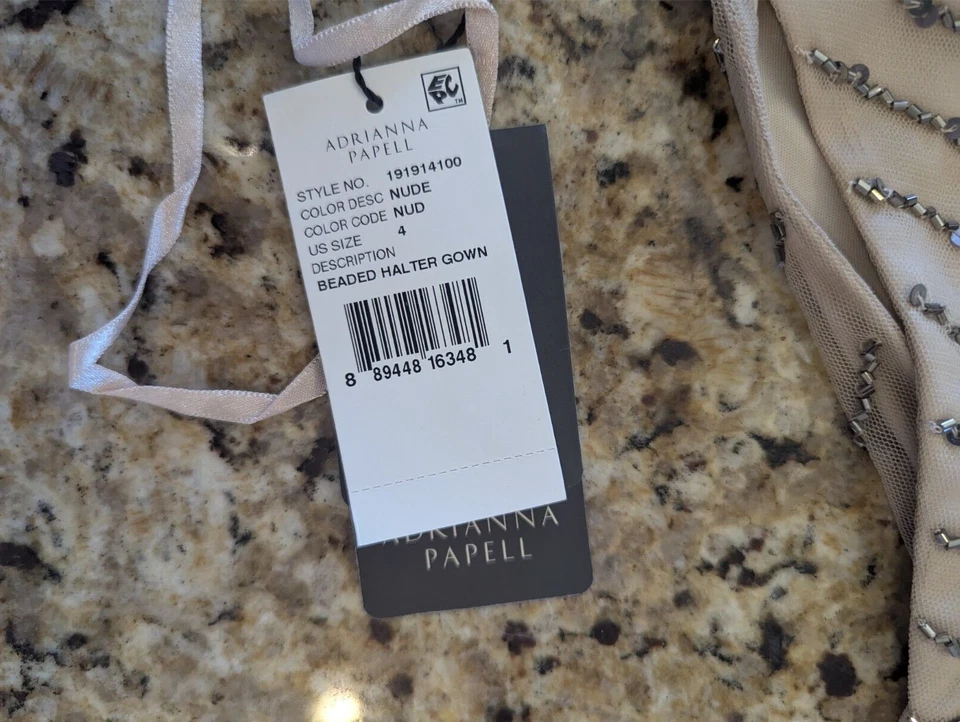 EPC™
ADRIANNA
PAPELL
STYLE NO. 191914100
COLOR DESC NUDE
COLOR CODE NUD
US SIZE 4
DESCRIPTION
BEADED HALTER GOWN
8 89448 16348 1
ADRIANNA
PAPELL